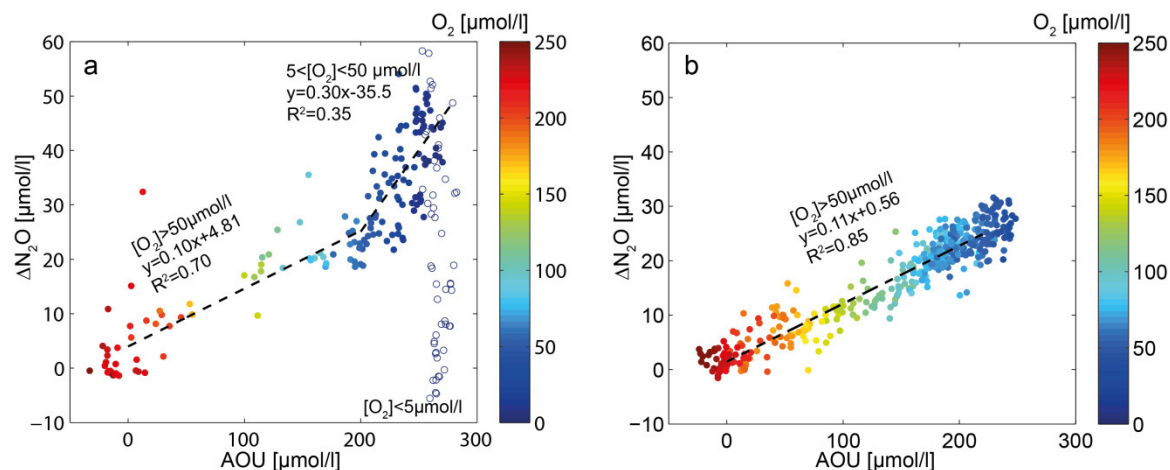 O₂ [µmol/l]
a
5<[O₂]<50 µmol/l
y=0.30x-35.5
R²=0.35
[O₂]>50µmol/l
y=0.10x+4.81
R²=0.70
[O₂]<5µmol/l
60
50
40
30
20
10
0
−10
ΔN₂O [µmol/l]
0
100
200
300
AOU [µmol/l]
250
200
150
100
50
0
O₂ [µmol/l]
b
[O₂]>50µmol/l
y=0.11x+0.56
R²=0.85
60
50
40
30
20
10
0
−10
ΔN₂O [µmol/l]
0
100
200
300
AOU [µmol/l]
250
200
150
100
50
0